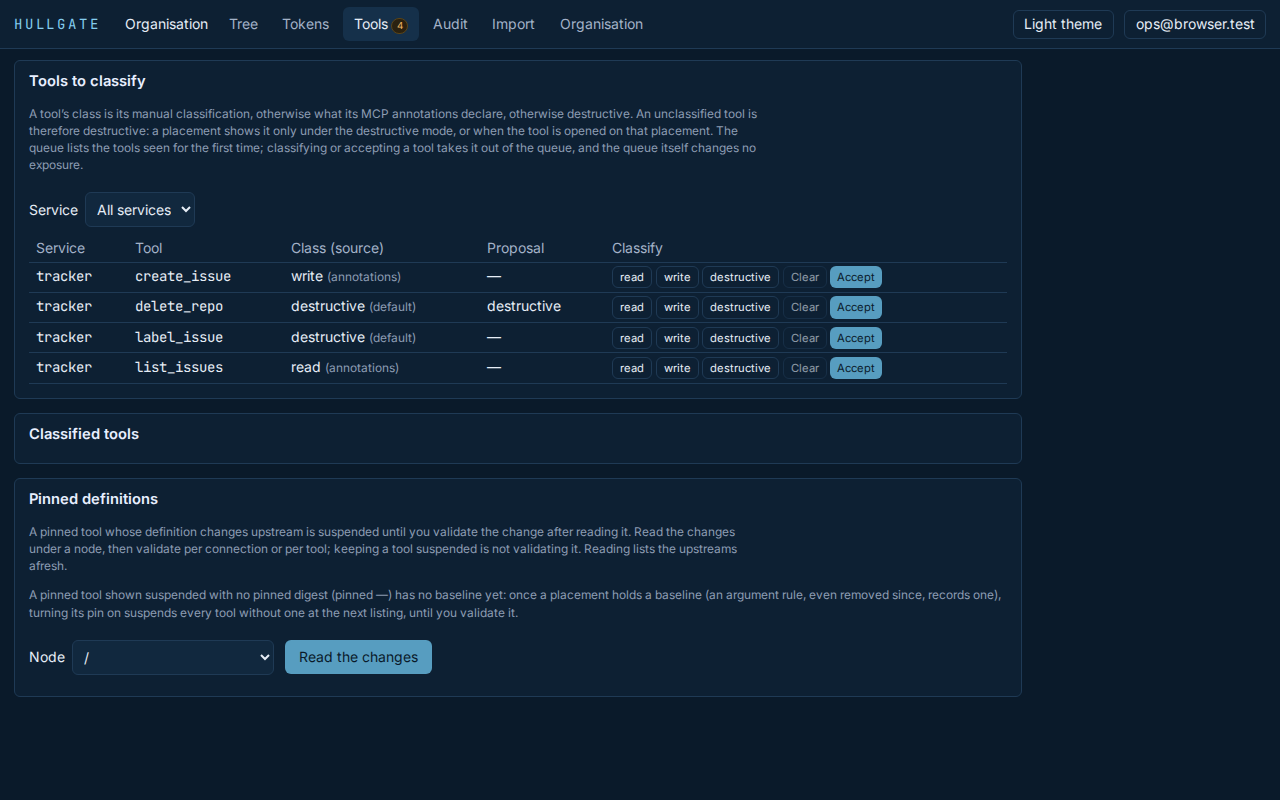 HULLGATE Organisation Tree Tokens Tools 4 Audit Import Organisation Light theme ops@browser.test
Tools to classify
A tool’s class is its manual classification, otherwise what its MCP annotations declare, otherwise destructive. An unclassified tool is
therefore destructive: a placement shows it only under the destructive mode, or when the tool is opened on that placement. The
queue lists the tools seen for the first time; classifying or accepting a tool takes it out of the queue, and the queue itself changes no
exposure.
Service All services
Service Tool Class (source) Proposal Classify
tracker create_issue write (annotations) — read write destructive Clear Accept
tracker delete_repo destructive (default) destructive read write destructive Clear Accept
tracker label_issue destructive (default) — read write destructive Clear Accept
tracker list_issues read (annotations) — read write destructive Clear Accept
Classified tools
Pinned definitions
A pinned tool whose definition changes upstream is suspended until you validate the change after reading it. Read the changes
under a node, then validate per connection or per tool; keeping a tool suspended is not validating it. Reading lists the upstreams
afresh.
A pinned tool shown suspended with no pinned digest (pinned —) has no baseline yet: once a placement holds a baseline (an argument rule, even removed since, records one),
turning its pin on suspends every tool without one at the next listing, until you validate it.
Node / Read the changes